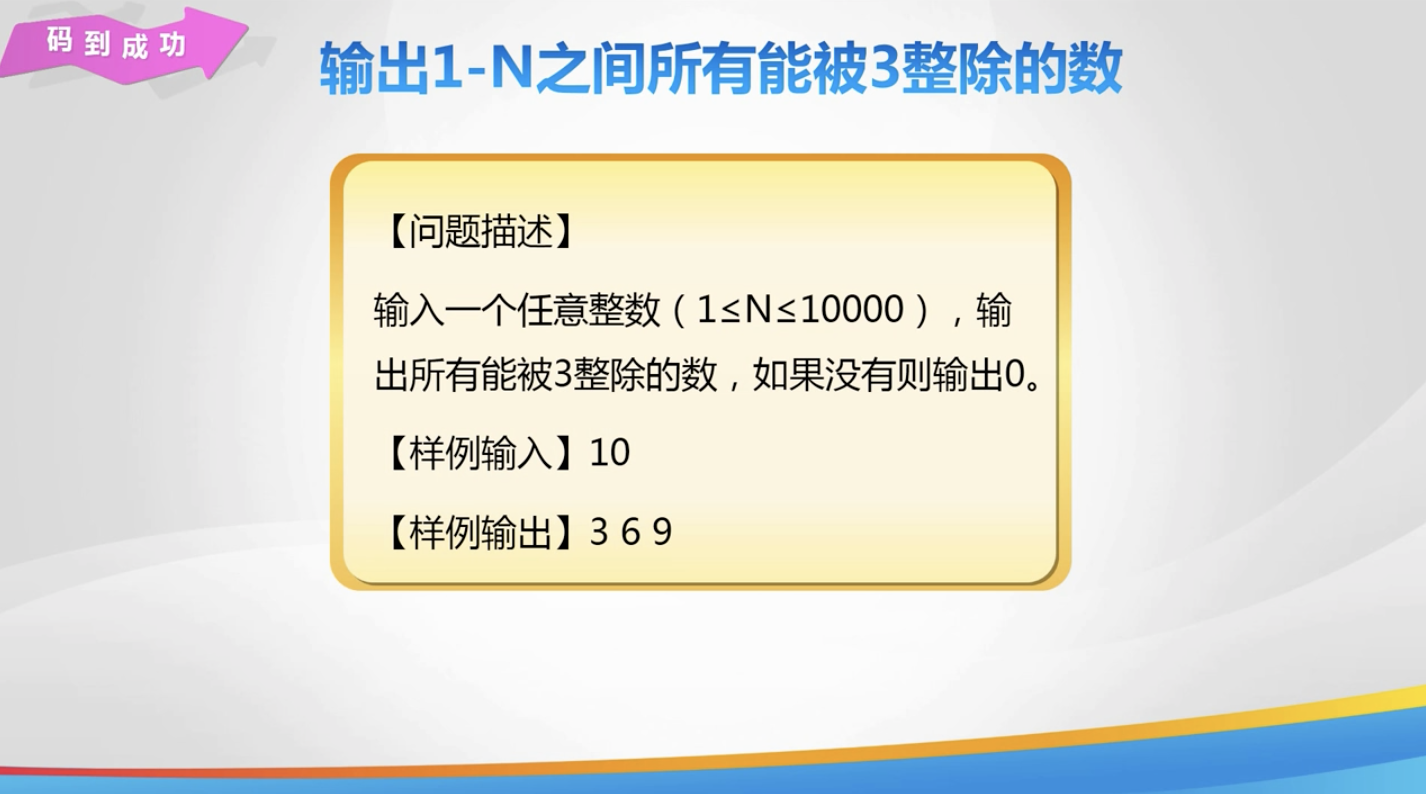 码到成功
输出1-N之间所有能被3整除的数
【问题描述】
输入一个任意整数（1≤N≤10000），输
出所有能被3整除的数，如果没有则输出0。
【样例输入】10
【样例输出】3 6 9